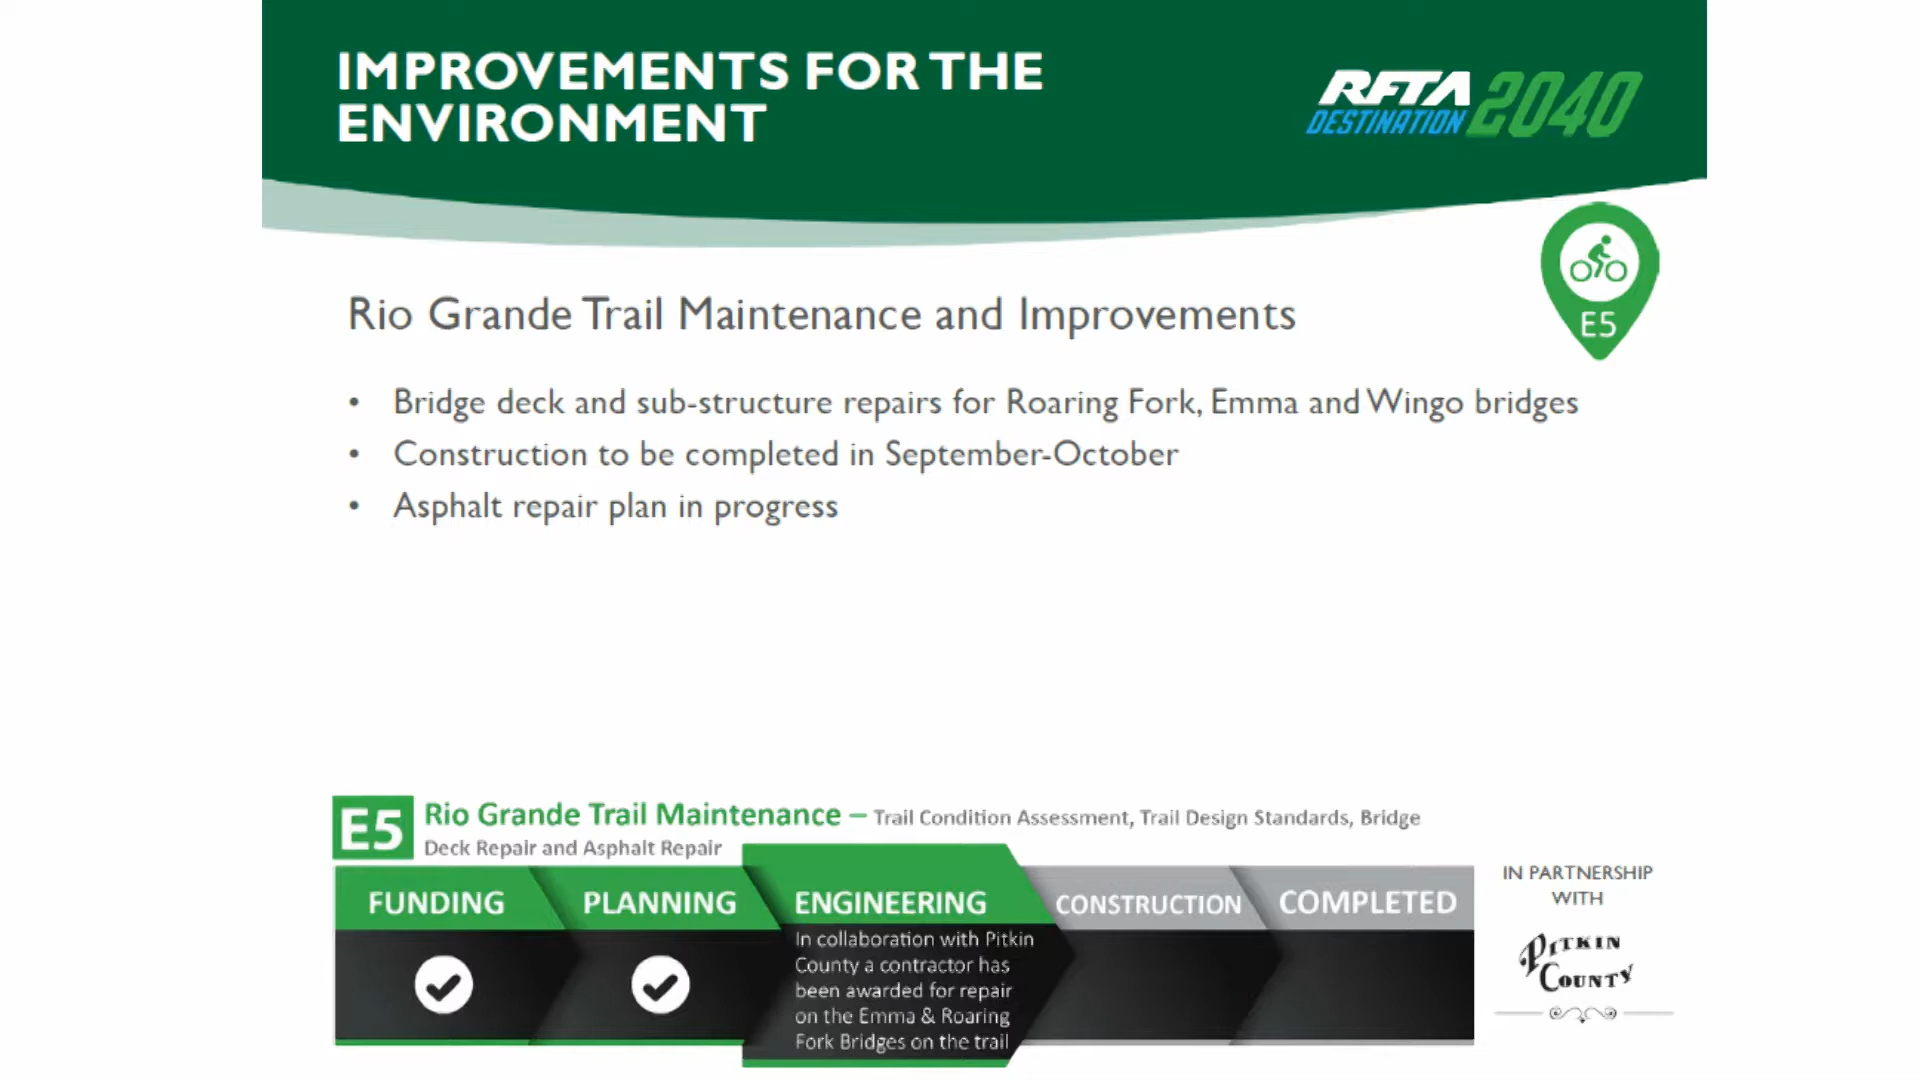 IMPROVEMENTS FOR THE
ENVIRONMENT
RFTA
DESTINATION
2040
E5
Rio Grande Trail Maintenance and Improvements
• Bridge deck and sub-structure repairs for Roaring Fork, Emma and Wingo bridges
• Construction to be completed in September-October
• Asphalt repair plan in progress
E5
Rio Grande Trail Maintenance – Trail Condition Assessment, Trail Design Standards, Bridge
Deck Repair and Asphalt Repair
FUNDING
PLANNING
ENGINEERING
CONSTRUCTION
COMPLETED
In collaboration with Pitkin
County a contractor has
been awarded for repair
on the Emma & Roaring
Fork Bridges on the trail
IN PARTNERSHIP
WITH
PITKIN
COUNTY